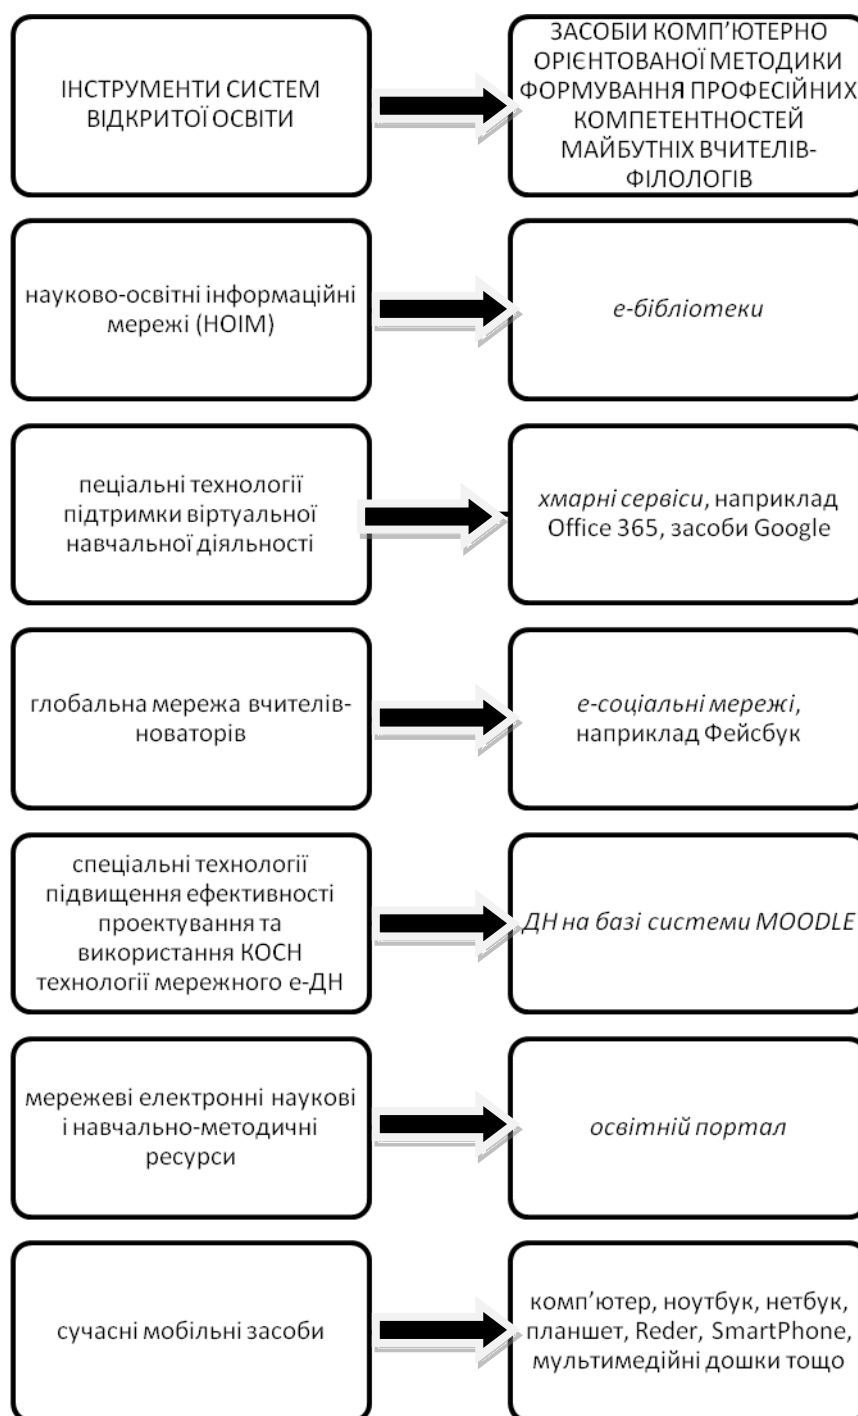 ІНСТРУМЕНТИ СИСТЕМ
ВІДКРИТОЇ ОСВІТИ
ЗАСОБІИ КОМП’ЮТЕРНО
ОРІЄНТОВАНОЇ МЕТОДИКИ
ФОРМУВАННЯ ПРОФЕСІЙНИХ
КОМПЕТЕНТНОСТЕЙ
МАЙБУТНІХ ВЧИТЕЛІВ-
ФІЛОЛОГІВ
науково-освітні інформаційні
мережі (НОІМ)
е-бібліотеки
пеціальні технології
підтримки віртуальної
навчальної діяльності
хмарні сервіси, наприклад
Office 365, засоби Google
глобальна мережа вчителів-
новаторів
е-соціальні мережі,
наприклад Фейсбук
спеціальні технології
підвищення ефективності
проектування та
використання КОСН
технології мережного е-ДН
ДН на базі системи MOODLE
мережеві електронні наукові
і навчально-методичні
ресурси
освітній портал
сучасні мобільні засоби
комп’ютер, ноутбук, нетбук,
планшет, Reder, SmartPhone,
мультимедійні дошки тощо